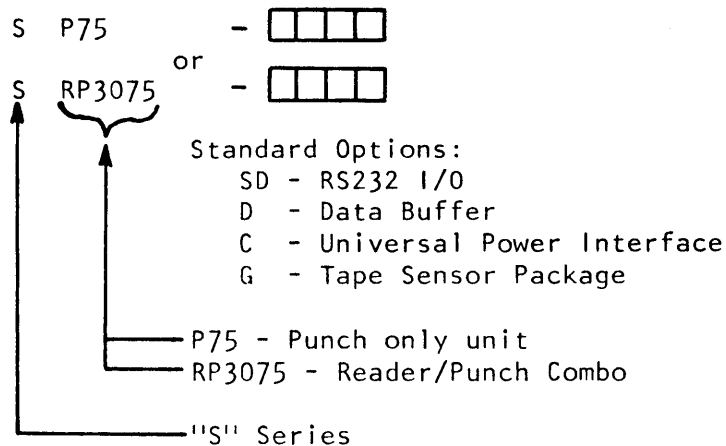 S P75 -
or
S RP3075 -
Standard Options:
SD - RS232 I/O
D - Data Buffer
C - Universal Power Interface
G - Tape Sensor Package
P75 - Punch only unit
RP3075 - Reader/Punch Combo
"S" Series